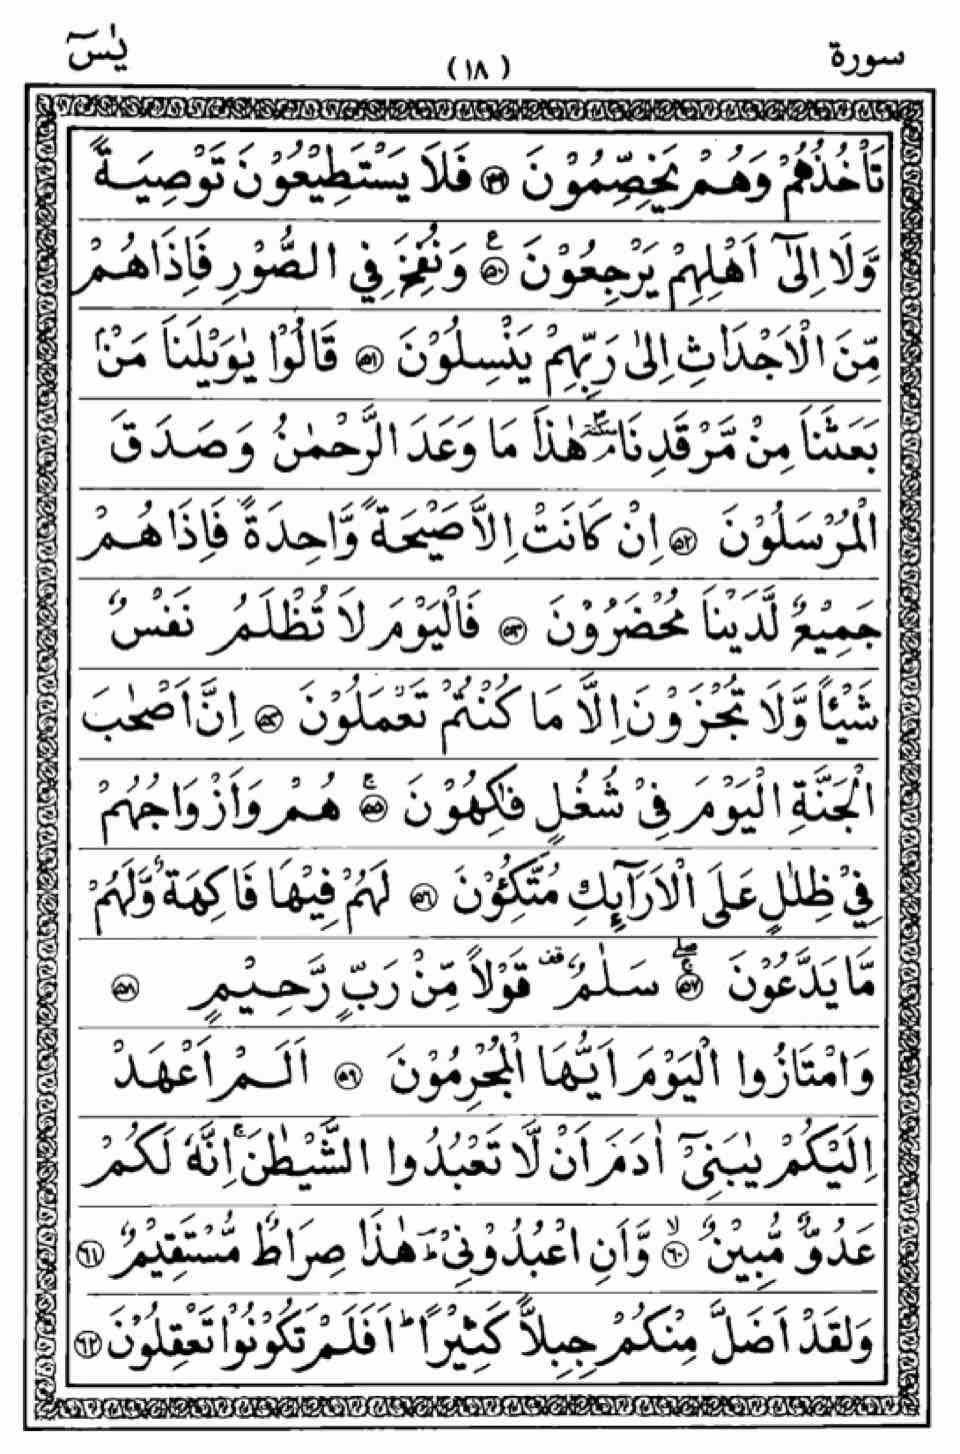 سورة
(١٨)
يٰسٓ
تَاْخُذُهُمْ وَهُمْ يَخِصِّمُوْنَ ﴿٤٩﴾ فَلَا يَسْتَطِيْعُوْنَ تَوْصِيَةً
وَّلَآ اِلٰٓى اَهْلِهِمْ يَرْجِعُوْنَ ﴿٥٠﴾ ع وَنُفِخَ فِي الصُّوْرِ فَاِذَا هُمْ
مِّنَ الْاَجْدَاثِ اِلٰى رَبِّهِمْ يَنْسِلُوْنَ ﴿٥١﴾ قَالُوْا يٰوَيْلَنَا مَنْۢ
بَعَثَنَا مِنْ مَّرْقَدِنَا ۘ سكتة هٰذَا مَا وَعَدَ الرَّحْمٰنُ وَصَدَقَ
الْمُرْسَلُوْنَ ﴿٥٢﴾ اِنْ كَانَتْ اِلَّا صَيْحَةً وَّاحِدَةً فَاِذَا هُمْ
جَمِيْعٌ لَّدَيْنَا مُحْضَرُوْنَ ﴿٥٣﴾ فَالْيَوْمَ لَا تُظْلَمُ نَفْسٌ
شَيْـًٔا وَّلَا تُجْزَوْنَ اِلَّا مَا كُنْتُمْ تَعْمَلُوْنَ ﴿٥٤﴾ اِنَّ اَصْحٰبَ
الْجَنَّةِ الْيَوْمَ فِيْ شُغُلٍ فٰكِهُوْنَ ﴿٥٥﴾ ۚ هُمْ وَاَزْوَاجُهُمْ
فِيْ ظِلٰلٍ عَلَى الْاَرَآئِكِ مُتَّكِئُوْنَ ﴿٥٦﴾ لَهُمْ فِيْهَا فَاكِهَةٌ وَّلَهُمْ
مَّا يَدَّعُوْنَ ﴿٥٧﴾ ۚۖ سَلٰمٌ ۫ قَوْلًا مِّنْ رَّبٍّ رَّحِيْمٍ ﴿٥٨﴾
وَامْتَازُوا الْيَوْمَ اَيُّهَا الْمُجْرِمُوْنَ ﴿٥٩﴾ اَلَمْ اَعْهَدْ
اِلَيْكُمْ يٰبَنِيْٓ اٰدَمَ اَنْ لَّا تَعْبُدُوا الشَّيْطٰنَ ۚ اِنَّهٗ لَكُمْ
عَدُوٌّ مُّبِيْنٌ ﴿٦٠﴾ ۙ وَّاَنِ اعْبُدُوْنِيْ ؕ هٰذَا صِرَاطٌ مُّسْتَقِيْمٌ ﴿٦١﴾
وَلَقَدْ اَضَلَّ مِنْكُمْ جِبِلًّا كَثِيْرًا ؕ اَفَلَمْ تَكُوْنُوْا تَعْقِلُوْنَ ﴿٦٢﴾